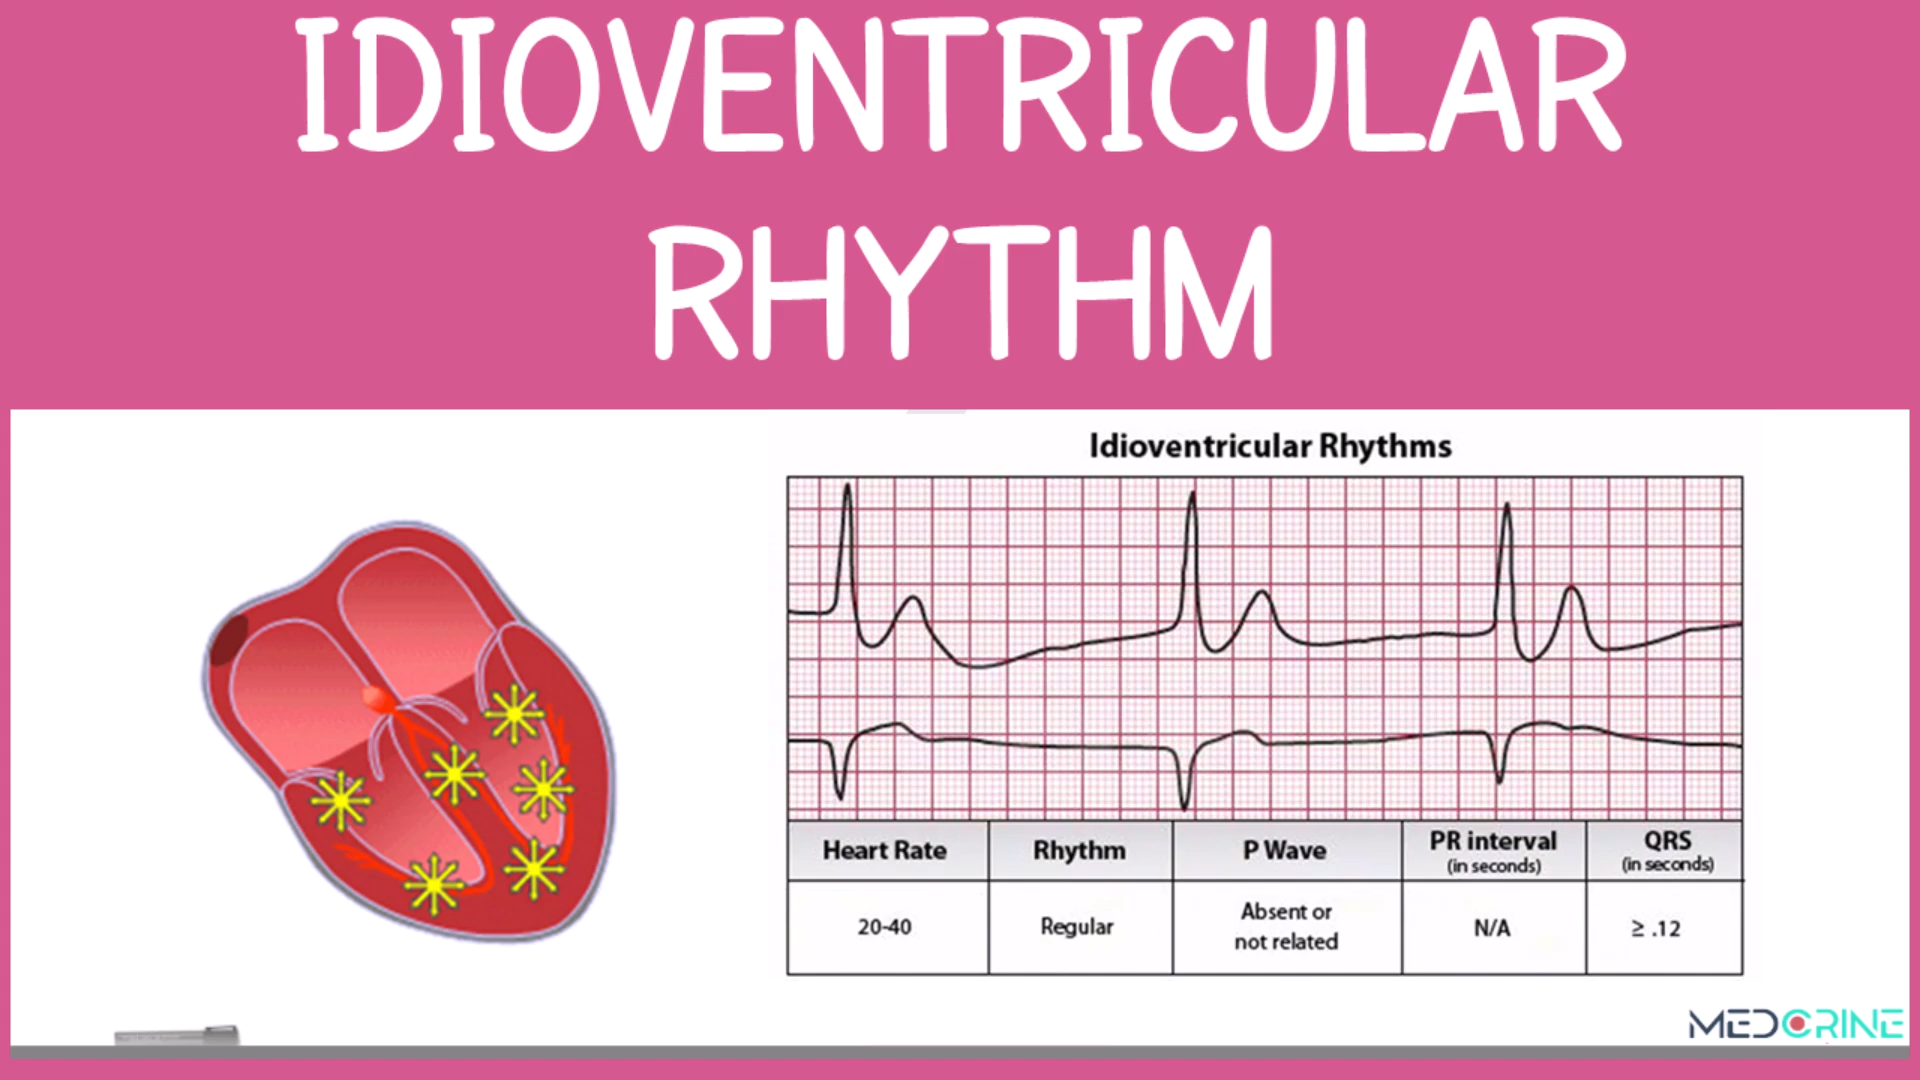 IDIOVENTRICULAR
RHYTHM
Idioventricular Rhythms
Heart Rate
Rhythm
P Wave
PR interval
(in seconds)
QRS
(in seconds)
20-40
Regular
Absent or
not related
N/A
≥ .12
MEDCRINE